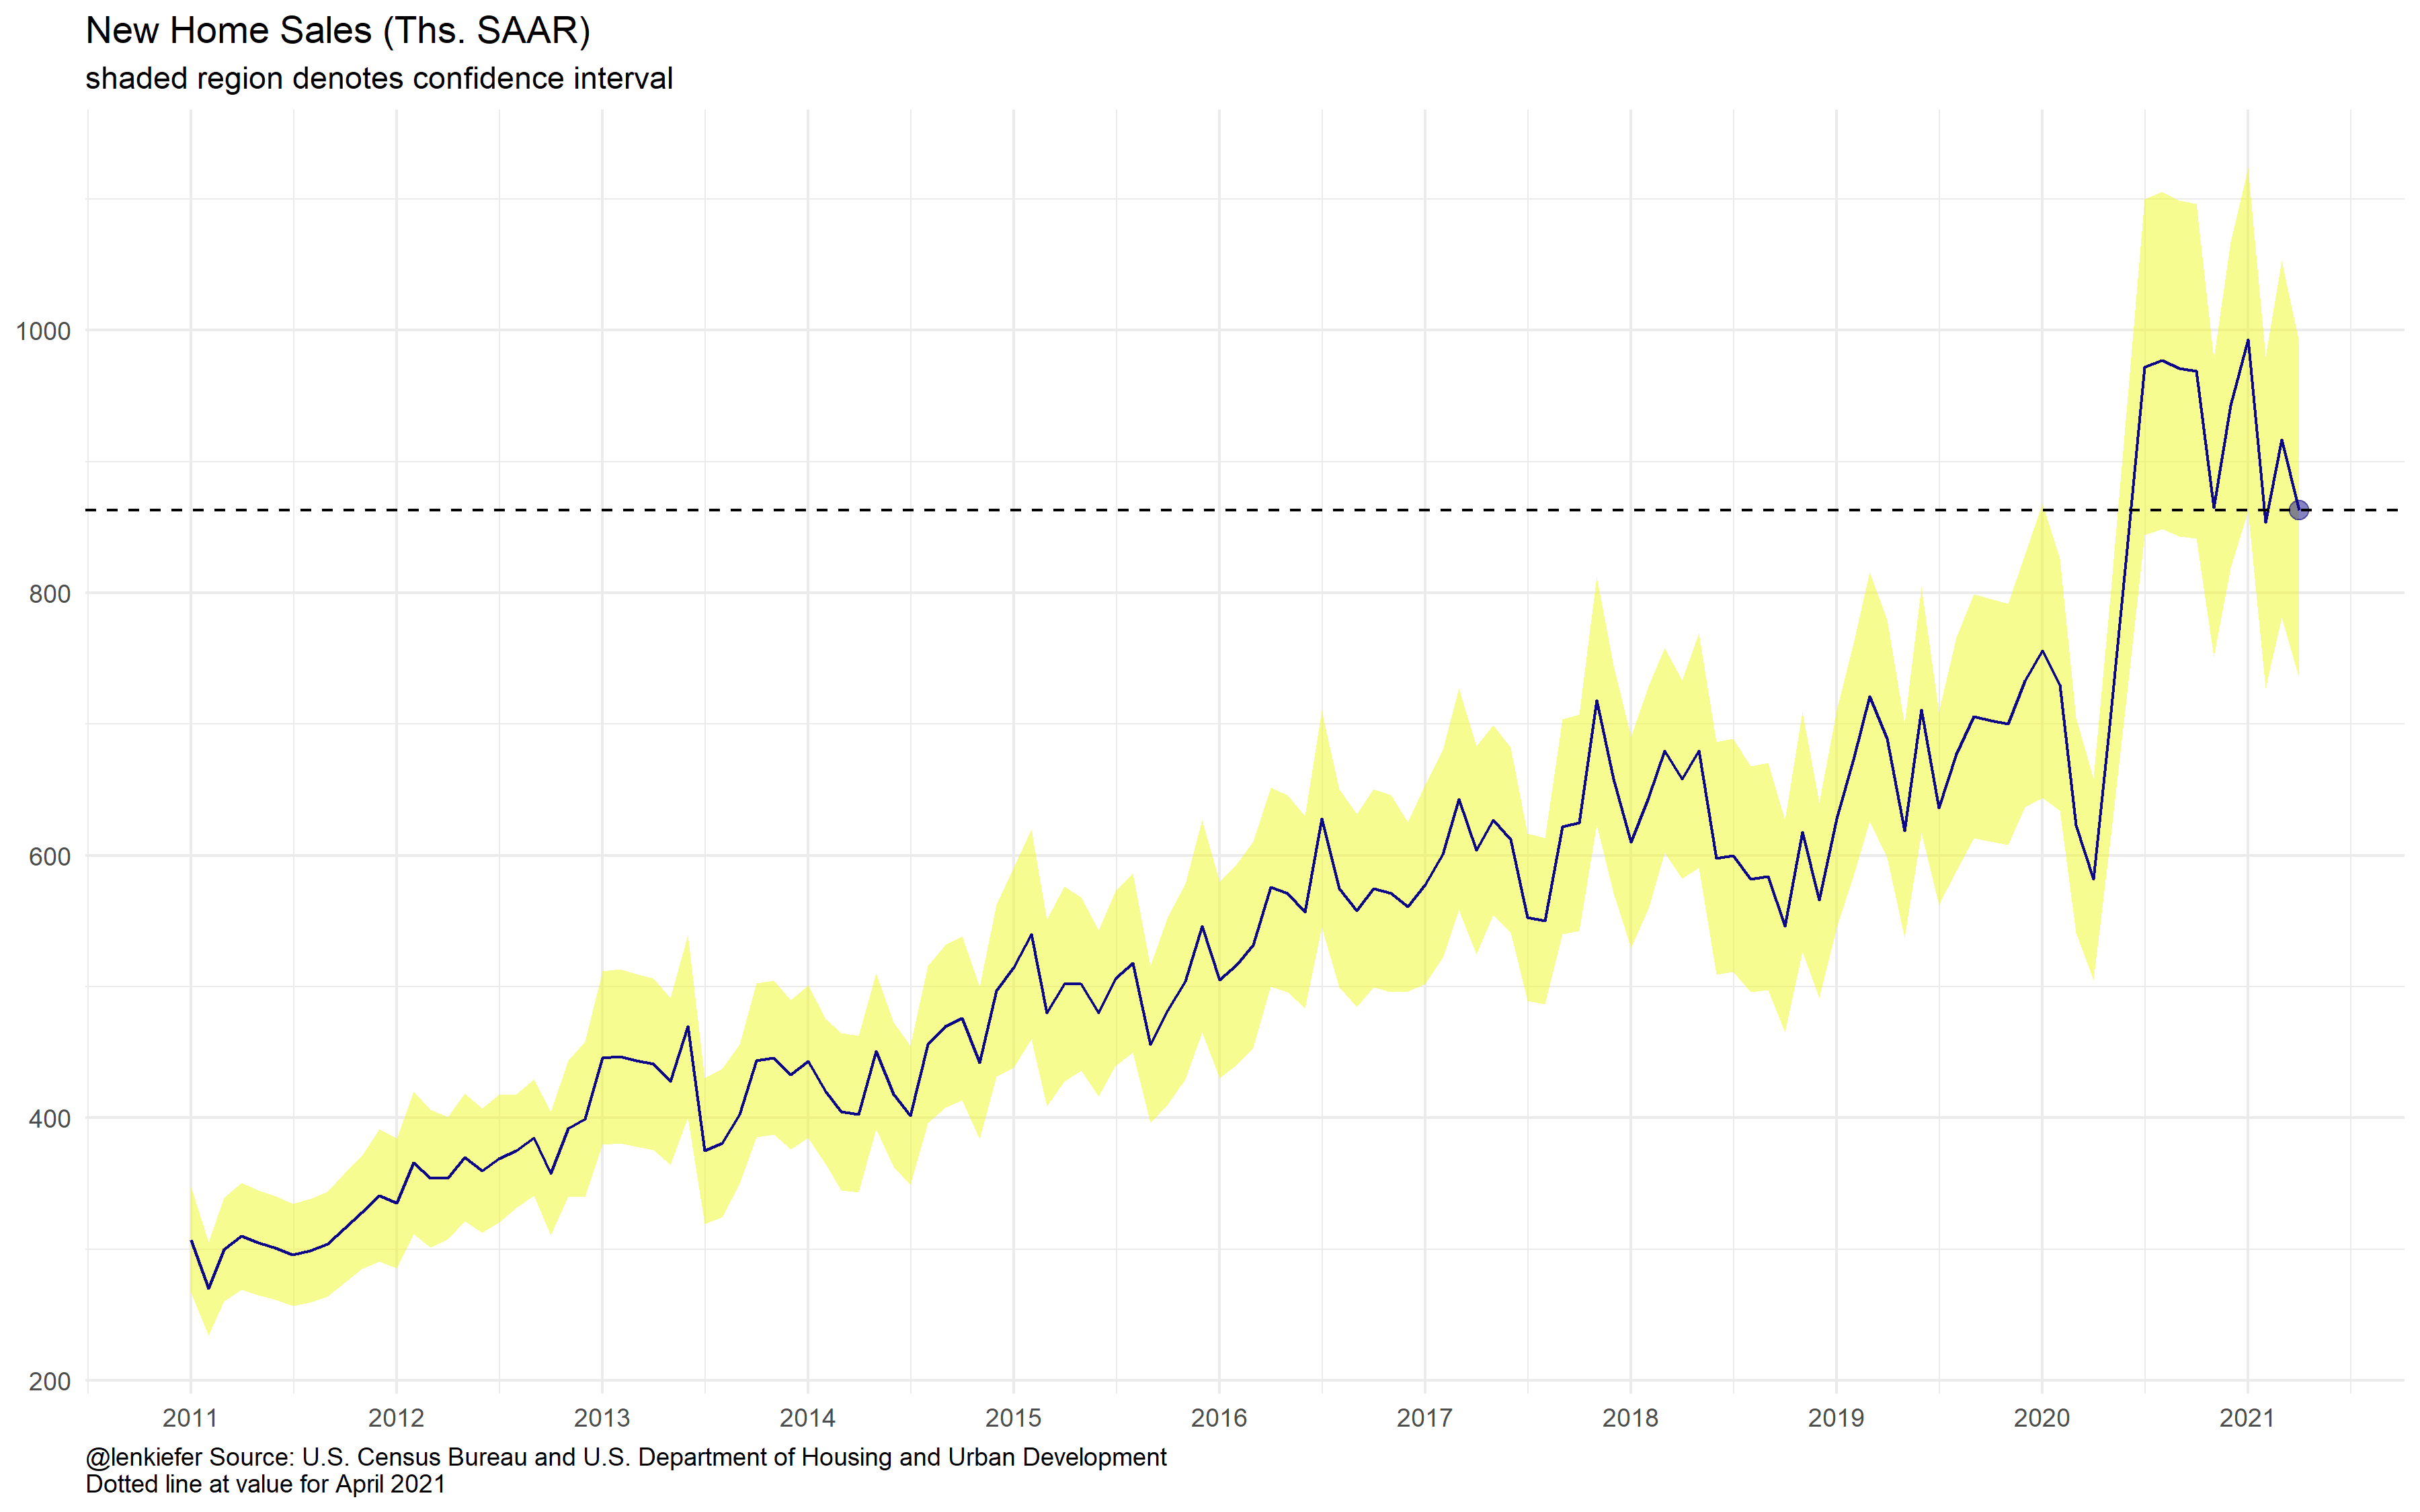 New Home Sales (Ths. SAAR)
shaded region denotes confidence interval
1000
800
600
400
200
2011 2012 2013 2014 2015 2016 2017 2018 2019 2020 2021
@lenkiefer Source: U.S. Census Bureau and U.S. Department of Housing and Urban Development
Dotted line at value for April 2021